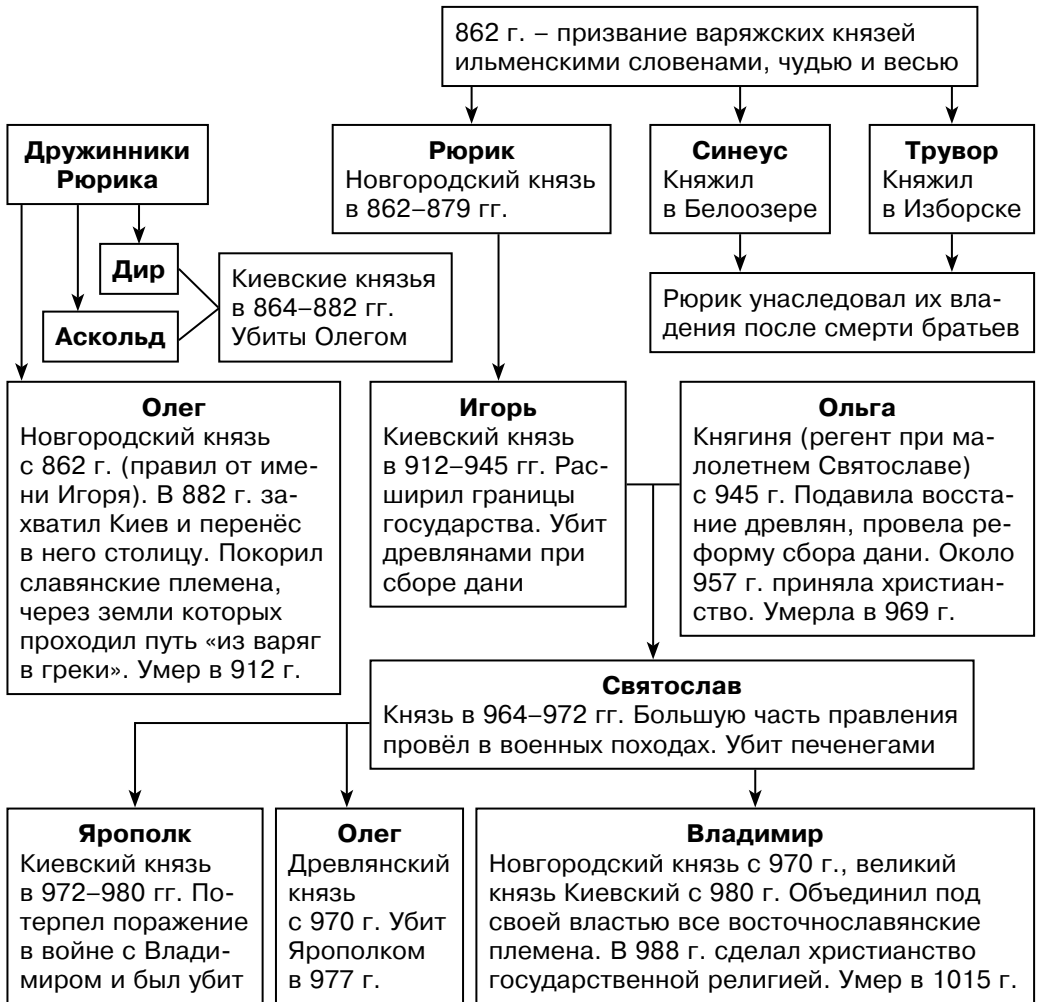 862 г. – призвание варяжских князей
ильменскими словенами, чудью и весью
Дружинники
Рюрика
Рюрик
Новгородский князь
в 862–879 гг.
Синеус
Княжил
в Белоозере
Трувор
Княжил
в Изборске
Дир
Аскольд
Киевские князья
в 864–882 гг.
Убиты Олегом
Рюрик унаследовал их вла-
дения после смерти братьев
Олег
Новгородский князь
с 862 г. (правил от име-
ни Игоря). В 882 г. за-
хватил Киев и перенёс
в него столицу. Покорил
славянские племена,
через земли которых
проходил путь «из варяг
в греки». Умер в 912 г.
Игорь
Киевский князь
в 912–945 гг. Рас-
ширил границы
государства. Убит
древлянами при
сборе дани
Ольга
Княгиня (регент при ма-
лолетнем Святославе)
с 945 г. Подавила восста-
ние древлян, провела ре-
форму сбора дани. Около
957 г. приняла христиан-
ство. Умерла в 969 г.
Святослав
Князь в 964–972 гг. Большую часть правления
провёл в военных походах. Убит печенегами
Ярополк
Киевский князь
в 972–980 гг. По-
терпел поражение
в войне с Влади-
миром и был убит
Олег
Древлянский
князь
с 970 г. Убит
Ярополком
в 977 г.
Владимир
Новгородский князь с 970 г., великий
князь Киевский с 980 г. Объединил под
своей властью все восточнославянские
племена. В 988 г. сделал христианство
государственной религией. Умер в 1015 г.